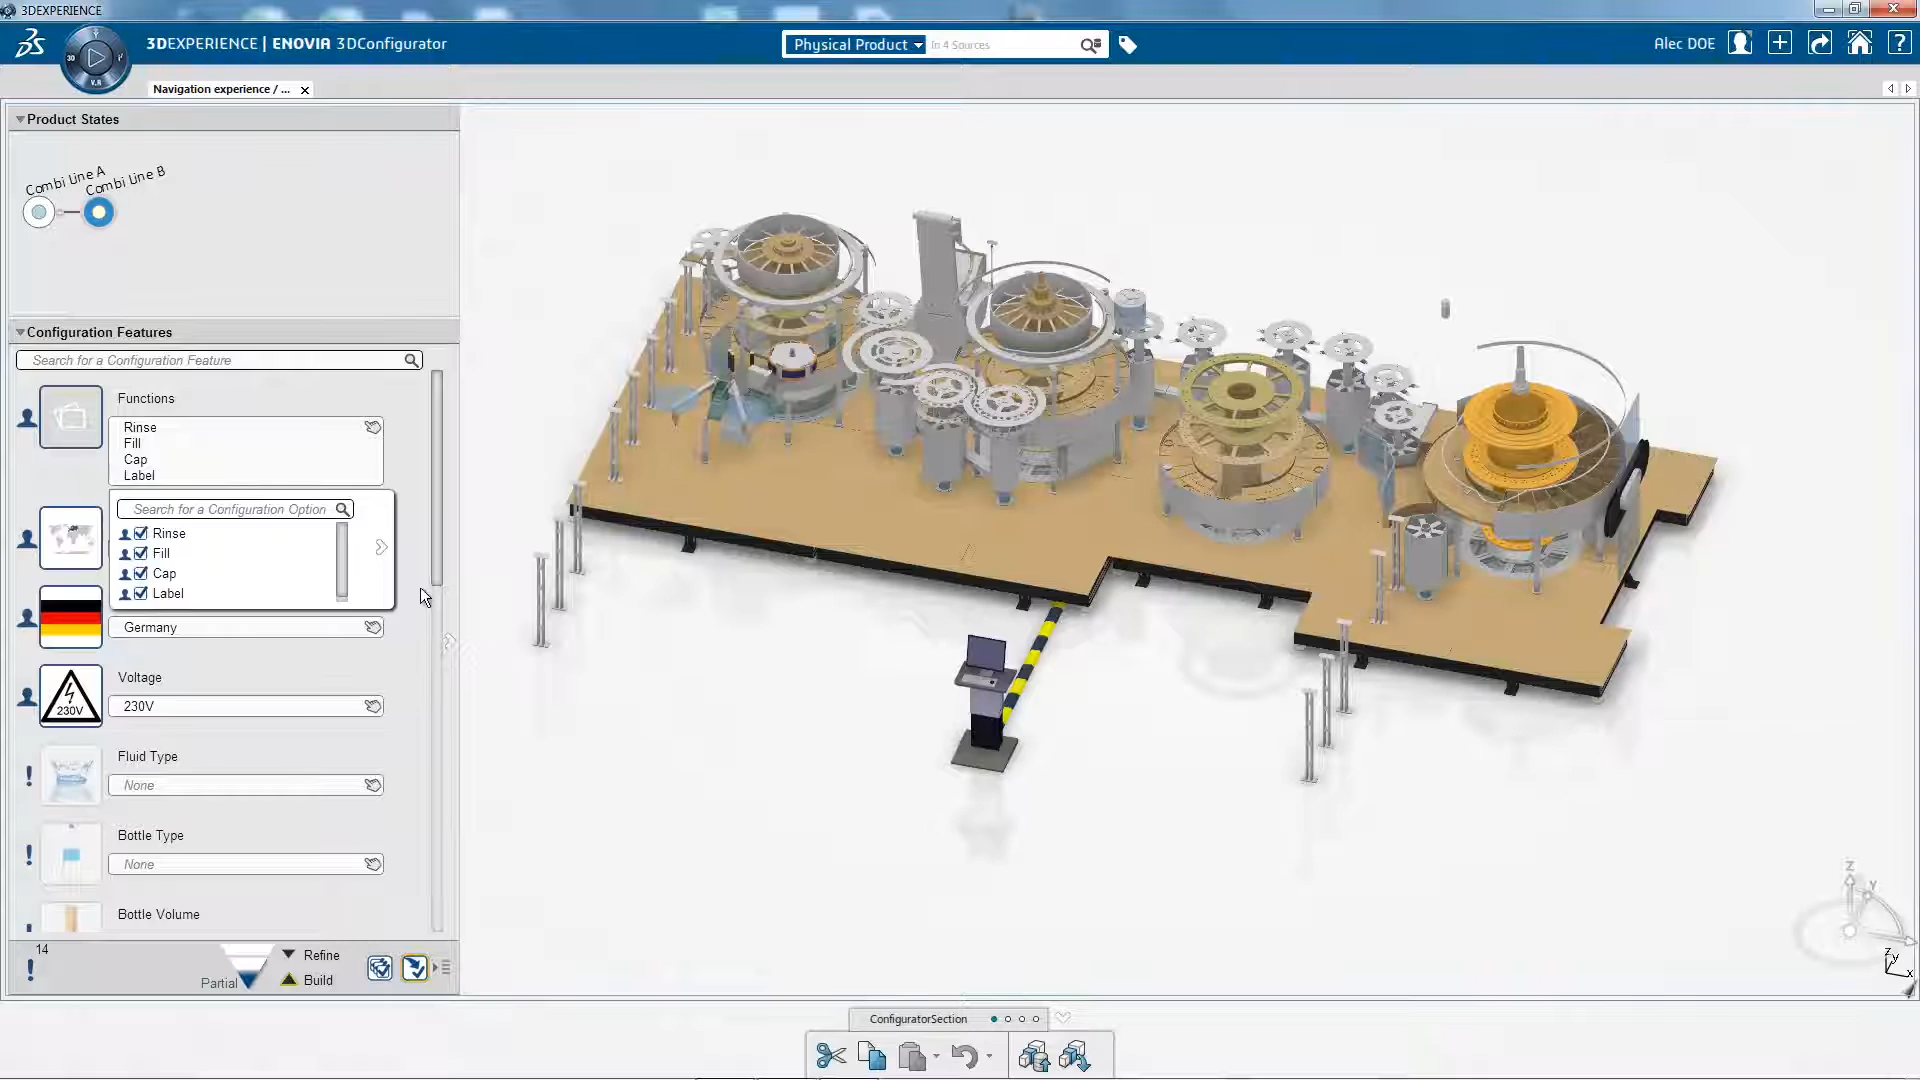 3DEXPERIENCE
3DEXPERIENCE | ENOVIA 3DConfigurator
Physical Product
In 4 Sources
Alec DOE
3D
V.R
Navigation experience / ...
Product States
Combi Line A
Combi Line B
Configuration Features
Search for a Configuration Feature
Functions
Rinse
Fill
Cap
Label
Search for a Configuration Option
Rinse
Fill
Cap
Label
Germany
Voltage
230V
230V
Fluid Type
None
Bottle Type
None
Bottle Volume
14
Partial
Refine
Build
ConfiguratorSection
Z
Y
Z
y
x